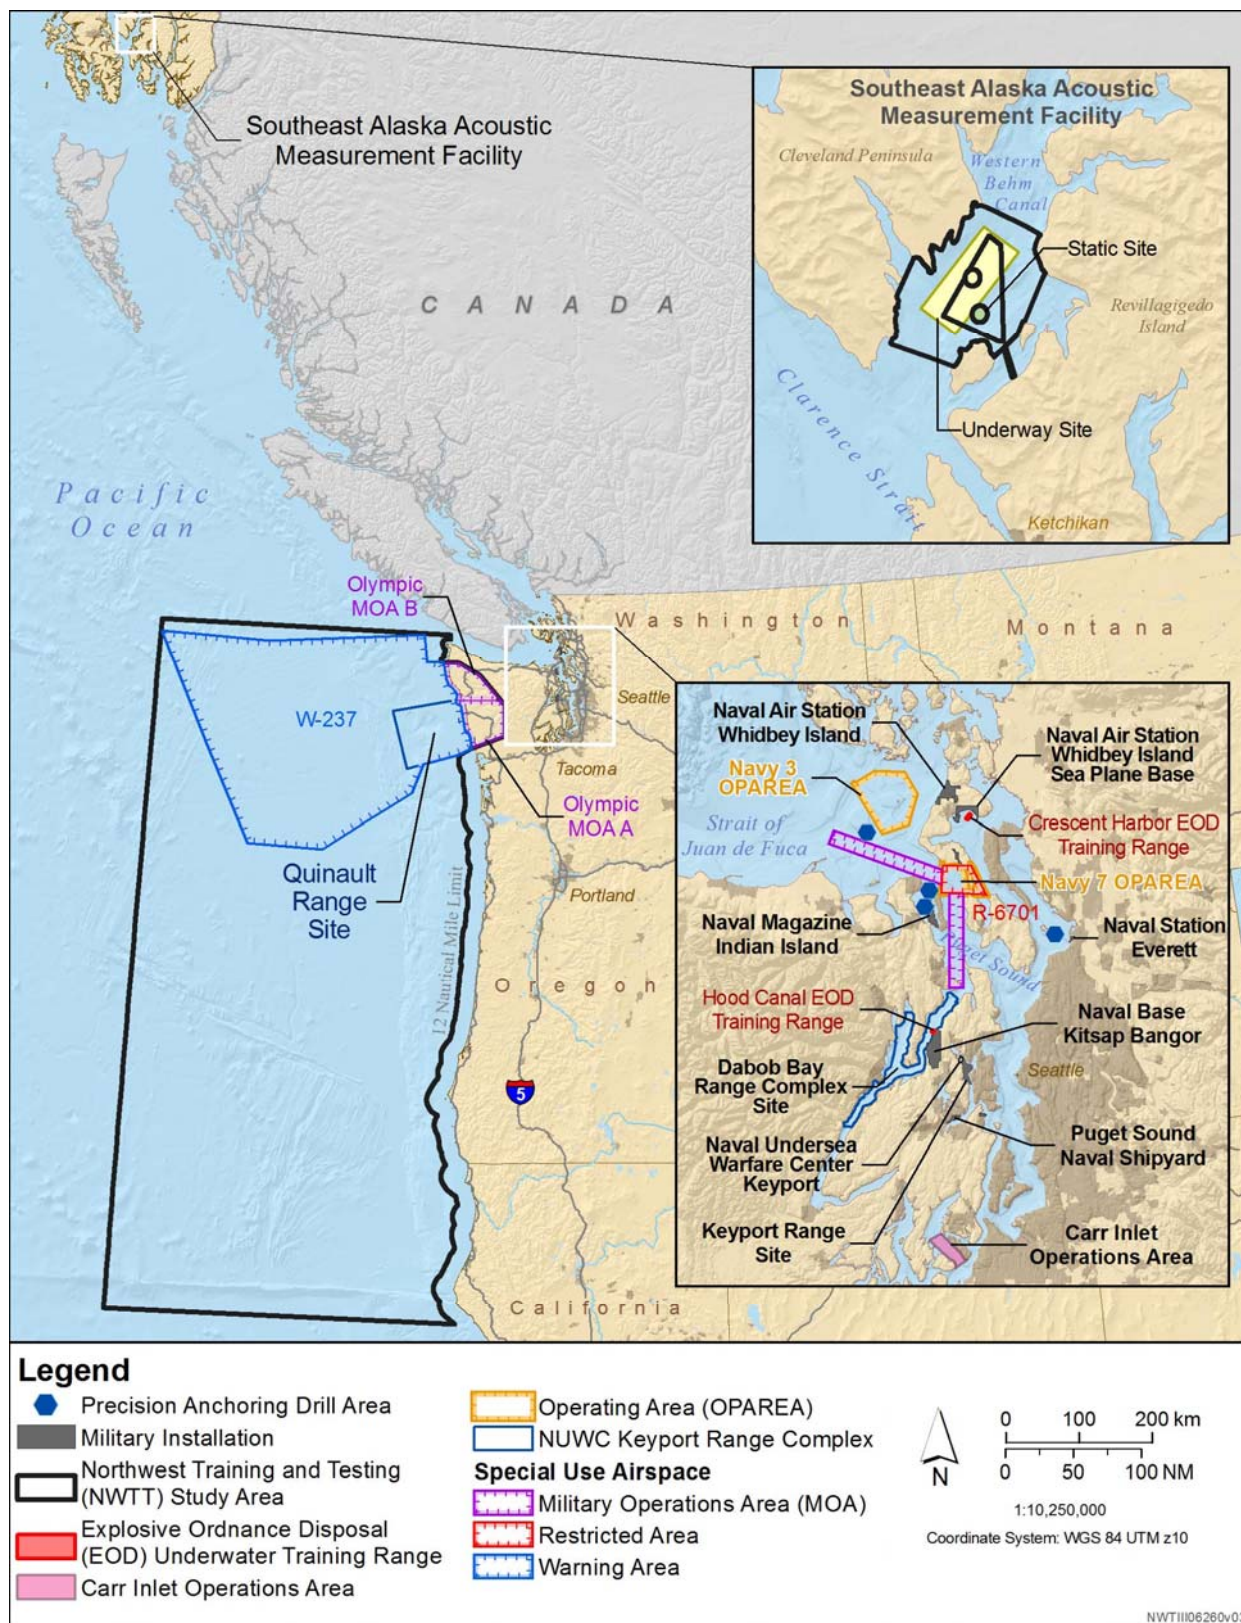 Southeast Alaska Acoustic
Measurement Facility
CANADA
Pacific
Ocean
Olympic
MOA B
W-237
Quinault
Range
Site
Olympic
MOA A
12 Nautical Mile Limit
Washington
Montana
Seattle
Tacoma
Portland
Oregon
5
California
Southeast Alaska Acoustic
Measurement Facility
Cleveland Peninsula
Western
Behm
Canal
Static Site
Revillagigedo
Island
Clarence Strait
Underway Site
Ketchikan
Naval Air Station
Whidbey Island
Naval Air Station
Whidbey Island
Sea Plane Base
Navy 3
OPAREA
Crescent Harbor EOD
Training Range
Strait of
Juan de Fuca
Navy 7 OPAREA
R-6701
Naval Magazine
Indian Island
Naval Station
Everett
Puget Sound
Hood Canal EOD
Training Range
Naval Base
Kitsap Bangor
Dabob Bay
Range Complex
Site
Seattle
Naval Undersea
Warfare Center
Keyport
Puget Sound
Naval Shipyard
Keyport Range
Site
Carr Inlet
Operations Area
Legend
Precision Anchoring Drill Area
Military Installation
Northwest Training and Testing
(NWTT) Study Area
Explosive Ordnance Disposal
(EOD) Underwater Training Range
Carr Inlet Operations Area
Operating Area (OPAREA)
NUWC Keyport Range Complex
Special Use Airspace
Military Operations Area (MOA)
Restricted Area
Warning Area
N
0 100 200 km
0 50 100 NM
1:10,250,000
Coordinate System: WGS 84 UTM z10